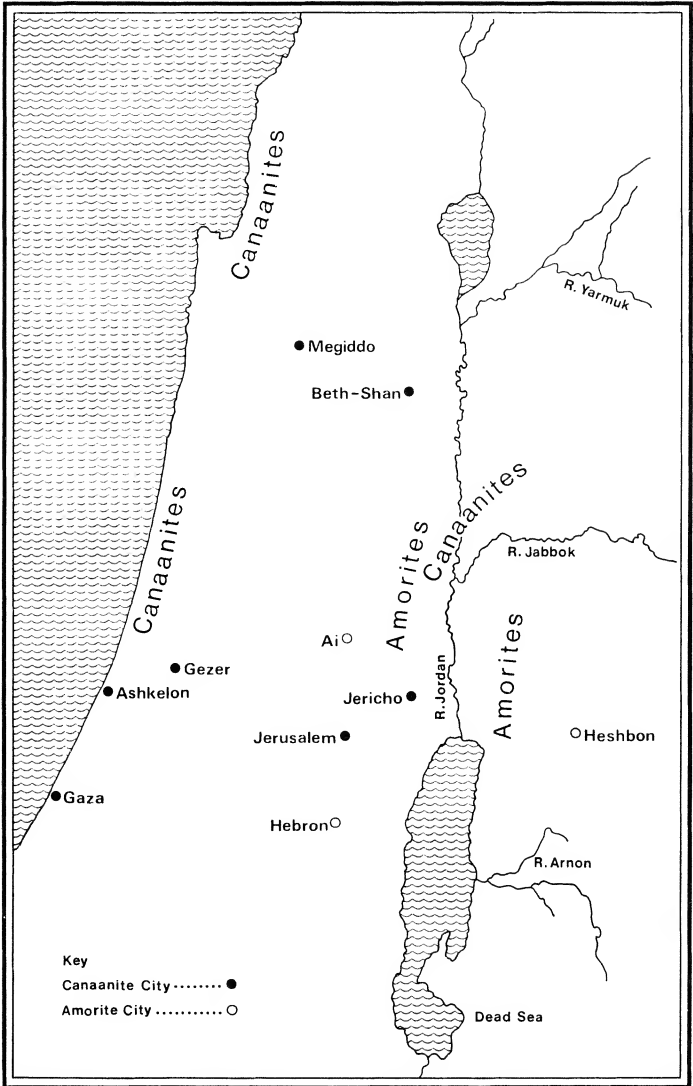 Canaanites
R. Yarmuk
Megiddo
Beth-Shan
Canaanites
Amorites
Canaanites
R. Jabbok
Ai
Amorites
Gezer
R. Jordan
Ashkelon
Jericho
Jerusalem
Heshbon
Gaza
Hebron
R. Arnon
Key
Canaanite City ........
Amorite City ...........
Dead Sea